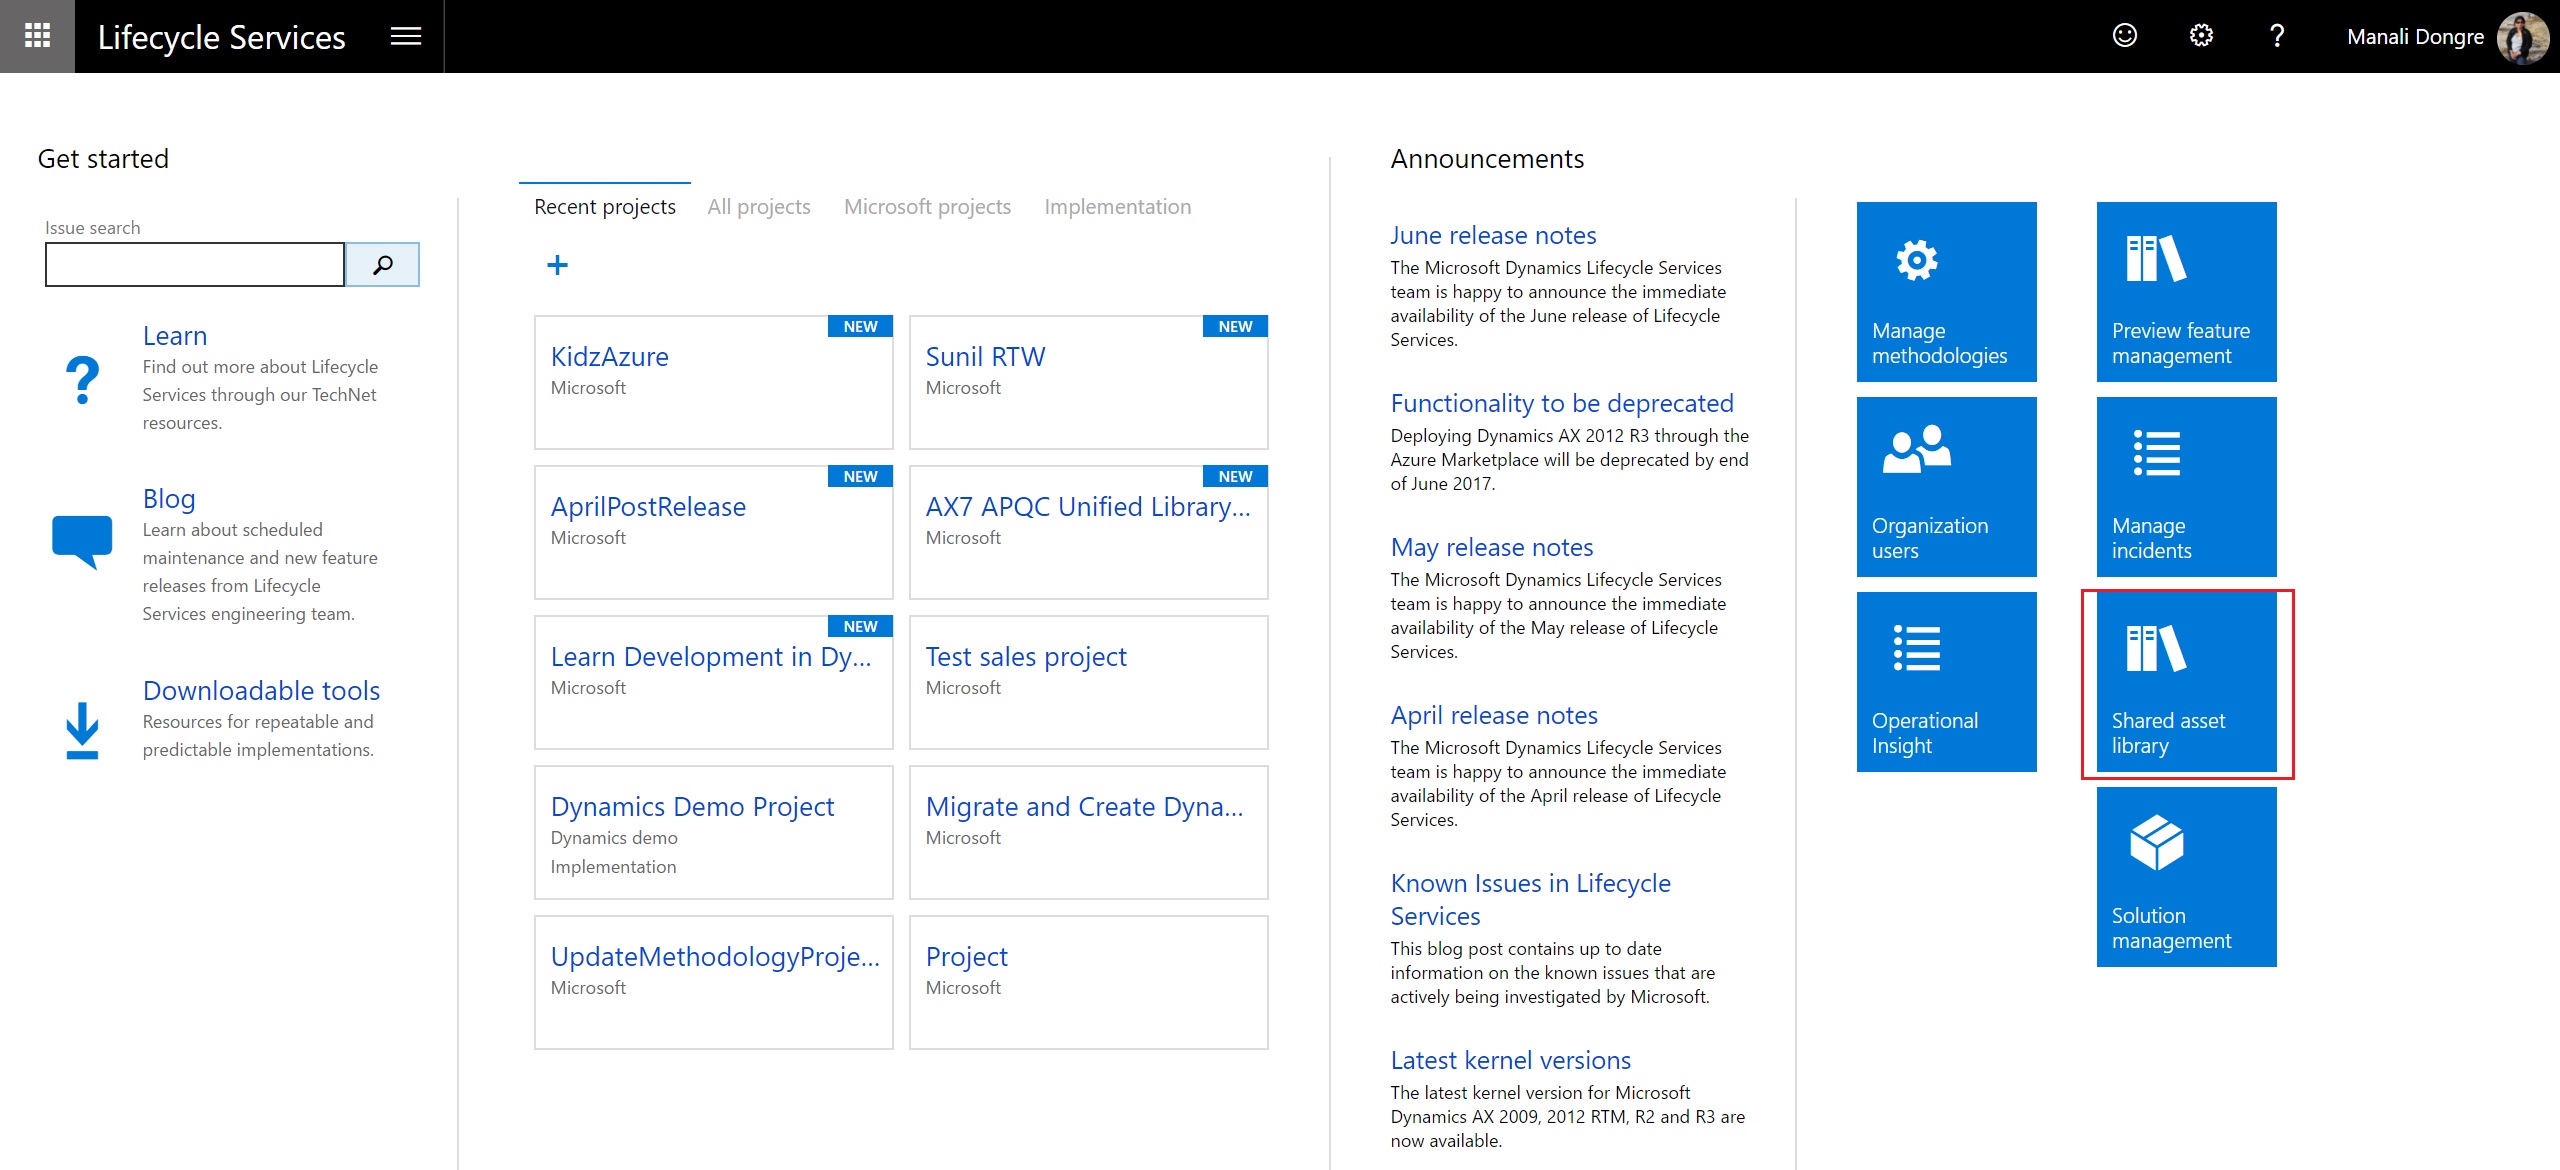 Lifecycle Services
Manali Dongre
Get started
Issue search
Learn
Find out more about Lifecycle
Services through our TechNet
resources.
Blog
Learn about scheduled
maintenance and new feature
releases from Lifecycle
Services engineering team.
Downloadable tools
Resources for repeatable and
predictable implementations.
Recent projects
All projects
Microsoft projects
Implementation
NEW
KidzAzure
Microsoft
NEW
Sunil RTW
Microsoft
NEW
AprilPostRelease
Microsoft
NEW
AX7 APQC Unified Library...
Microsoft
NEW
Learn Development in Dy...
Microsoft
Test sales project
Microsoft
Dynamics Demo Project
Dynamics demo
Implementation
Migrate and Create Dyna...
Microsoft
UpdateMethodologyProje...
Microsoft
Project
Microsoft
Announcements
June release notes
The Microsoft Dynamics Lifecycle Services
team is happy to announce the immediate
availability of the June release of Lifecycle
Services.
Functionality to be deprecated
Deploying Dynamics AX 2012 R3 through the
Azure Marketplace will be deprecated by end
of June 2017.
May release notes
The Microsoft Dynamics Lifecycle Services
team is happy to announce the immediate
availability of the May release of Lifecycle
Services.
April release notes
The Microsoft Dynamics Lifecycle Services
team is happy to announce the immediate
availability of the April release of Lifecycle
Services.
Known Issues in Lifecycle
Services
This blog post contains up to date
information on the known issues that are
actively being investigated by Microsoft.
Latest kernel versions
The latest kernel version for Microsoft
Dynamics AX 2009, 2012 RTM, R2 and R3 are
now available.
Manage
methodologies
Preview feature
management
Organization
users
Manage
incidents
Operational
Insight
Shared asset
library
Solution
management